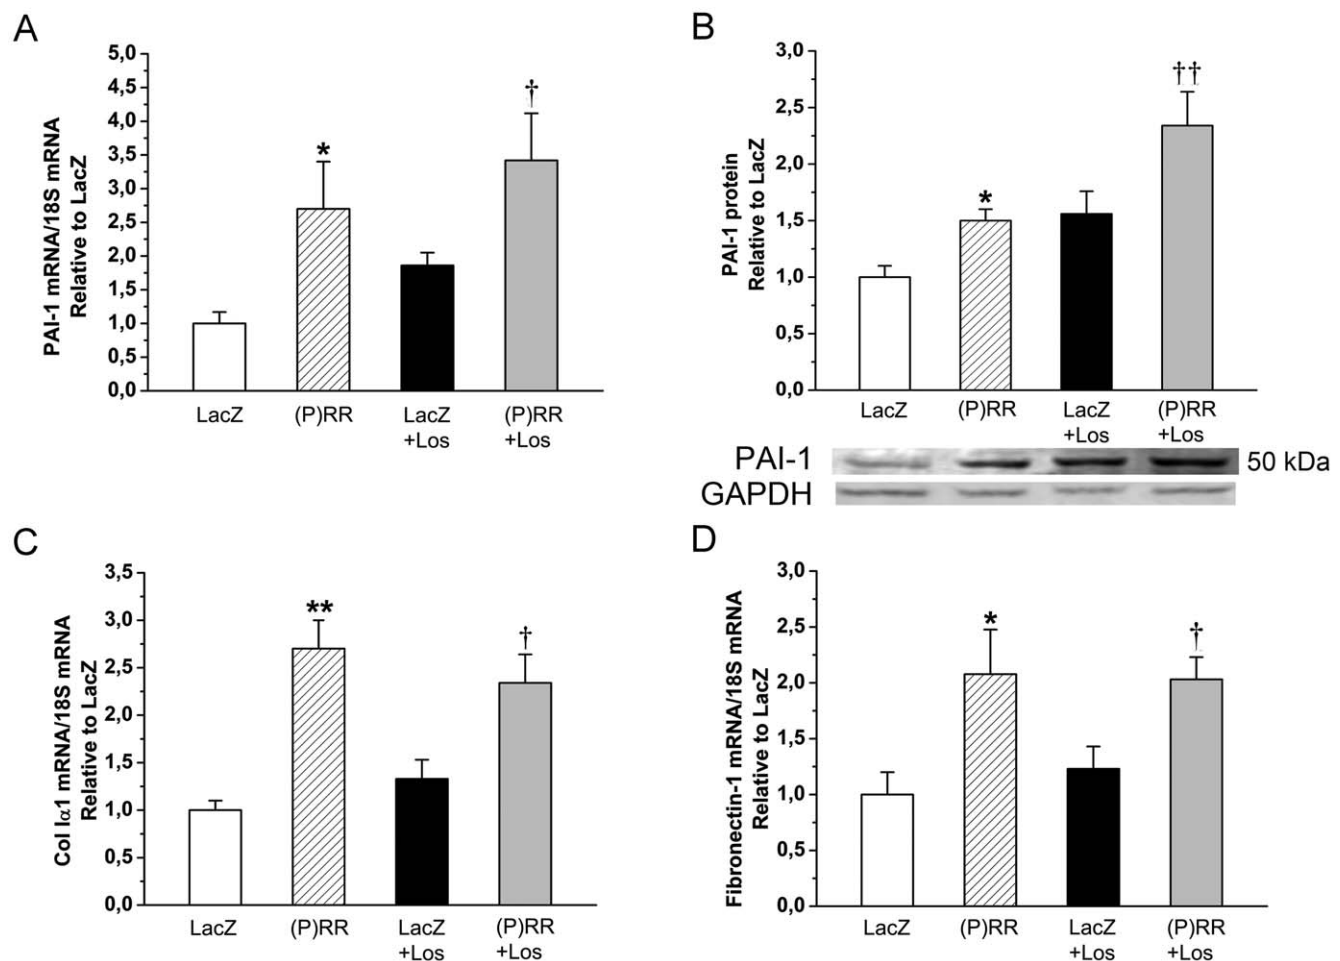 A
PAI-1 mRNA/18S mRNA
Relative to LacZ
5,0
4,5
4,0
3,5
3,0
2,5
2,0
1,5
1,0
0,5
0,0
*
†
LacZ
(P)RR
LacZ
+Los
(P)RR
+Los
B
PAI-1 protein
Relative to LacZ
3,0
2,5
2,0
1,5
1,0
0,5
0,0
*
††
LacZ
(P)RR
LacZ
+Los
(P)RR
+Los
PAI-1
50 kDa
GAPDH
C
Col Iα1 mRNA/18S mRNA
Relative to LacZ
3,5
3,0
2,5
2,0
1,5
1,0
0,5
0,0
**
†
LacZ
(P)RR
LacZ
+Los
(P)RR
+Los
D
Fibronectin-1 mRNA/18S mRNA
Relative to LacZ
3,0
2,5
2,0
1,5
1,0
0,5
0,0
*
†
LacZ
(P)RR
LacZ
+Los
(P)RR
+Los